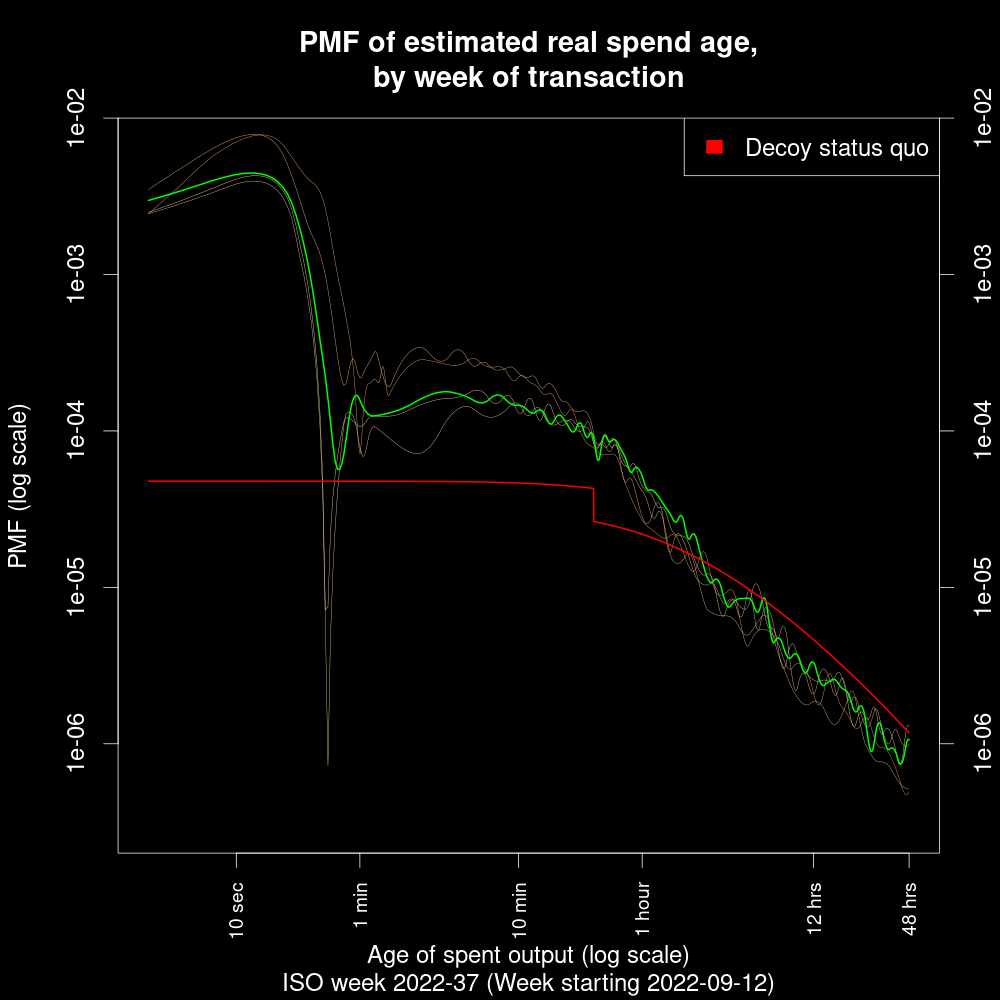 PMF of estimated real spend age,
by week of transaction
Decoy status quo
1e-02
1e-03
1e-04
1e-05
1e-06
1e-02
1e-03
1e-04
1e-05
1e-06
PMF (log scale)
10 sec
1 min
10 min
1 hour
12 hrs
48 hrs
Age of spent output (log scale)
ISO week 2022-37 (Week starting 2022-09-12)